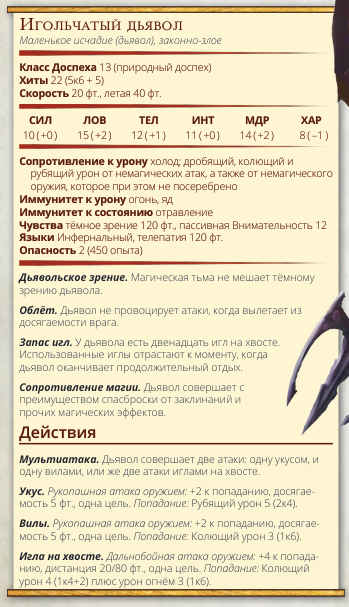 Игольчатый дьявол
Маленькое исчадие (дьявол), законно-злое
Класс Доспеха 13 (природный доспех)
Хиты 22 (5к6 + 5)
Скорость 20 фт., летая 40 фт.
СИЛ ЛОВ ТЕЛ ИНТ МДР ХАР
10 (+0) 15 (+2) 12 (+1) 11 (+0) 14 (+2) 8 (–1)
Сопротивление к урону холод; дробящий, колющий и
рубящий урон от немагических атак, а также от немагического
оружия, которое при этом не посеребрено
Иммунитет к урону огонь, яд
Иммунитет к состоянию отравление
Чувства тёмное зрение 120 фт., пассивная Внимательность 12
Языки Инфернальный, телепатия 120 фт.
Опасность 2 (450 опыта)
Дьявольское зрение. Магическая тьма не мешает тёмному
зрению дьявола.
Облёт. Дьявол не провоцирует атаки, когда вылетает из
досягаемости врага.
Запас игл. У дьявола есть двенадцать игл на хвосте.
Использованные иглы отрастают к моменту, когда
дьявол оканчивает продолжительный отдых.
Сопротивление магии. Дьявол совершает с
преимуществом спасброски от заклинаний и
прочих магических эффектов.
Действия
Мультиатака. Дьявол совершает две атаки: одну укусом, и
одну вилами, или же две атаки иглами на хвосте.
Укус. Рукопашная атака оружием: +2 к попаданию, досягае-
мость 5 фт., одна цель. Попадание: Рубящий урон 5 (2к4).
Вилы. Рукопашная атака оружием: +2 к попаданию, досягае-
мость 5 фт., одна цель. Попадание: Колющий урон 3 (1к6).
Игла на хвосте. Дальнобойная атака оружием: +4 к попада-
нию, дистанция 20/80 фт., одна цель. Попадание: Колющий
урон 4 (1к4+2) плюс урон огнём 3 (1к6).